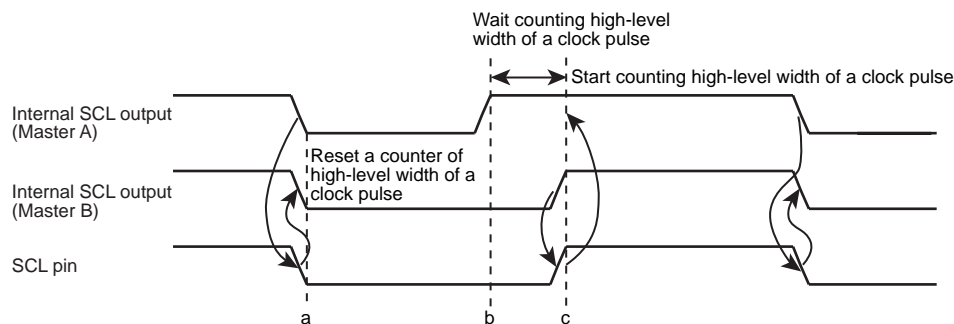 Wait counting high-level
width of a clock pulse
Start counting high-level width of a clock pulse
Internal SCL output
(Master A)
Reset a counter of
high-level width of a
clock pulse
Internal SCL output
(Master B)
SCL pin
a
b
c